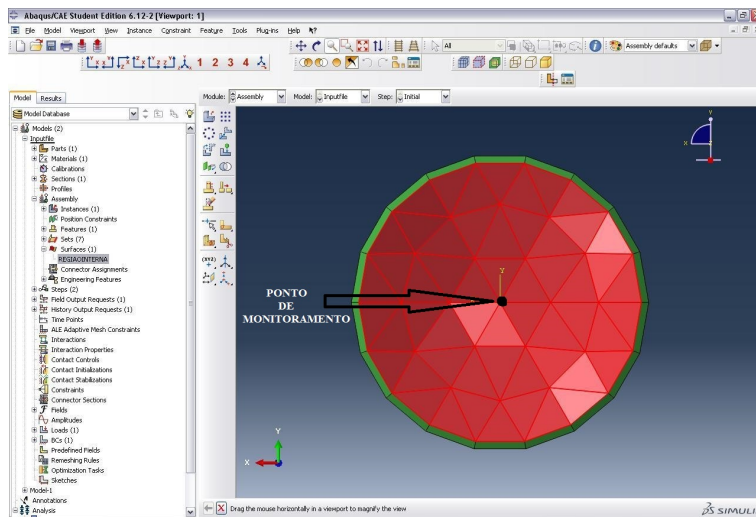 Abaqus/CAE Student Edition 6.12-2 [Viewport: 1]
File Model Viewport View Instance Constraint Feature Tools Plug-ins Help
All
Assembly defaults
1 2 3 4
Model Results
Module: Assembly Model: Inputfile Step: Initial
Model Database
Models (2)
Inputfile
Parts (1)
Materials (1)
Calibrations
Sections (1)
Profiles
Assembly
Instances (1)
Position Constraints
Features (1)
Sets (7)
Surfaces (1)
REGIAOINTERNA
Connector Assignments
Engineering Features
Steps (2)
Field Output Requests (1)
History Output Requests (1)
Time Points
ALE Adaptive Mesh Constraints
Interactions
Interaction Properties
Contact Controls
Contact Initializations
Contact Stabilizations
Constraints
Connector Sections
Fields
Amplitudes
Loads (1)
BCs (1)
Predefined Fields
Remeshing Rules
Optimization Tasks
Sketches
Model-1
Annotations
Analysis
(XYZ)
Y
X
Y
PONTO
DE
MONITORAMENTO
Y
X
Drag the mouse horizontally in a viewport to magnify the view
SIMULI